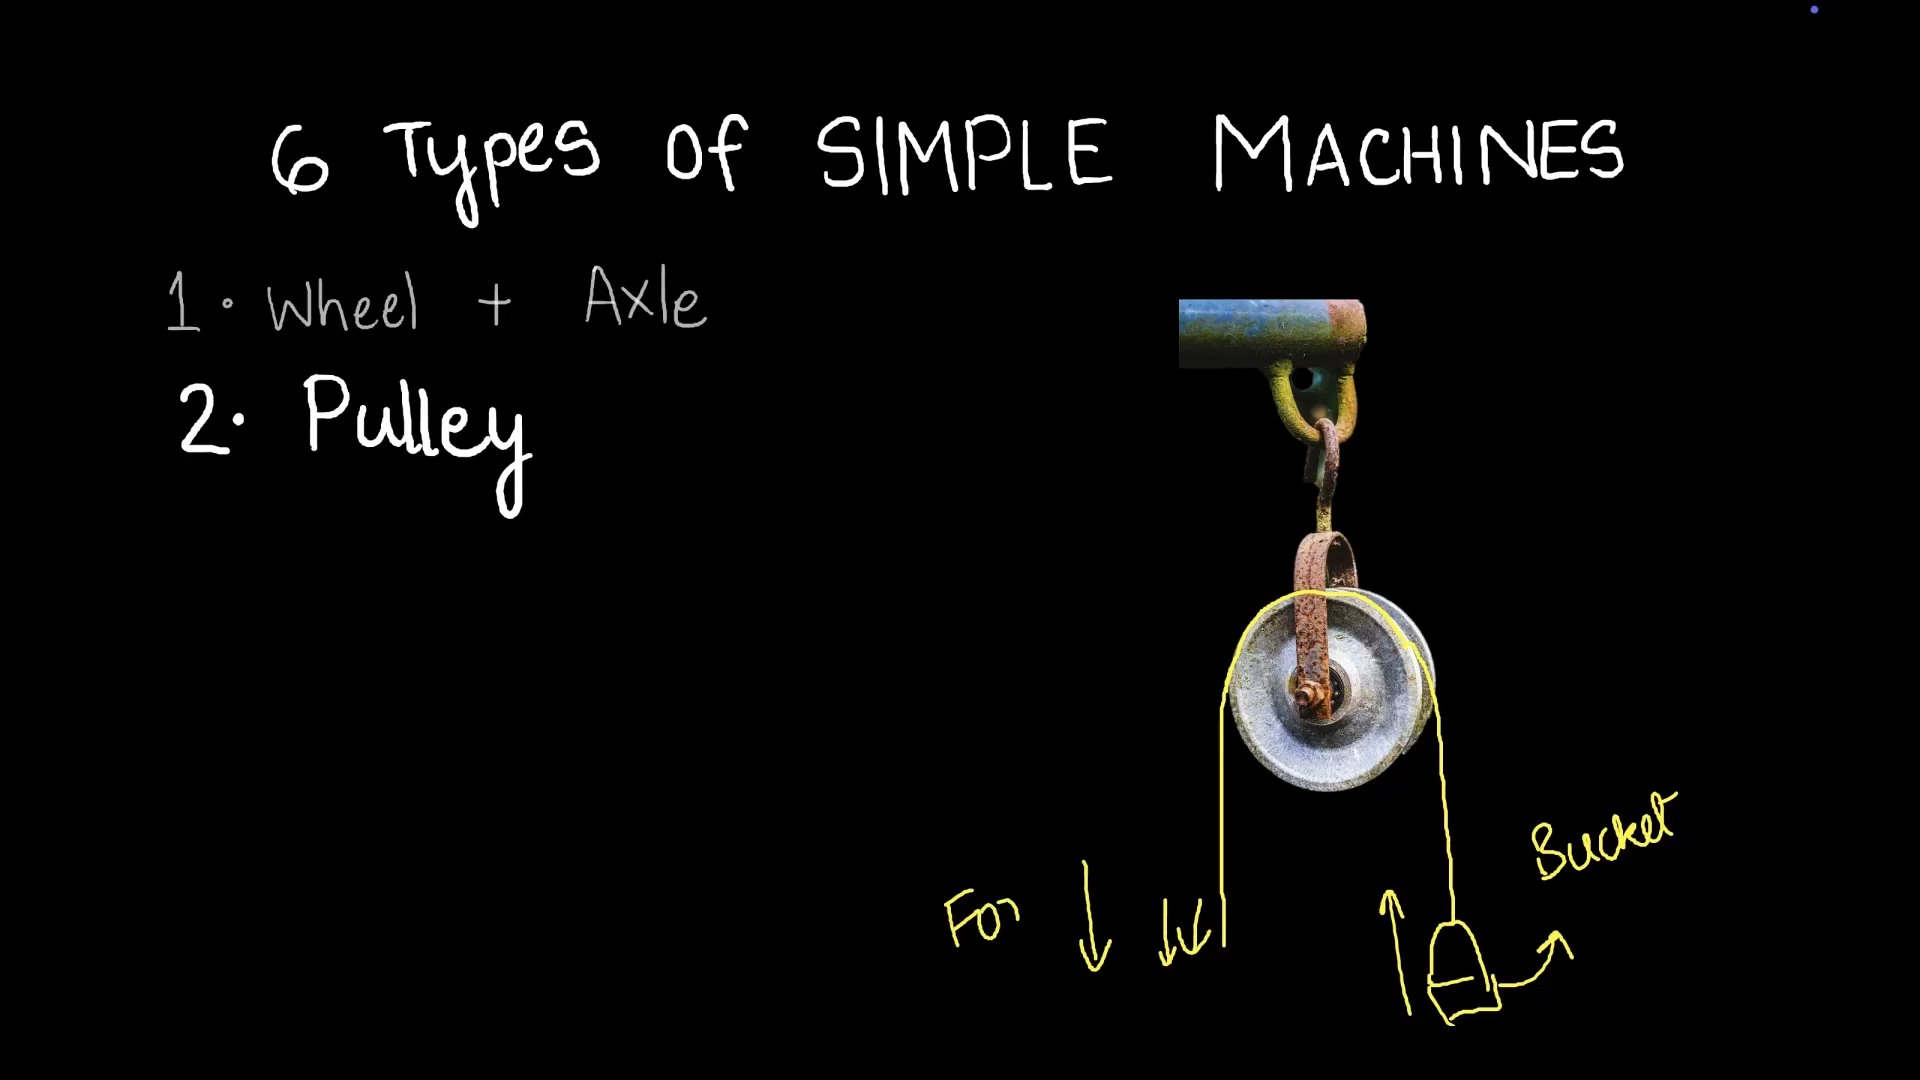 6 Types of SIMPLE MACHINES
1. Wheel + Axle
2. Pulley
Bucket
For